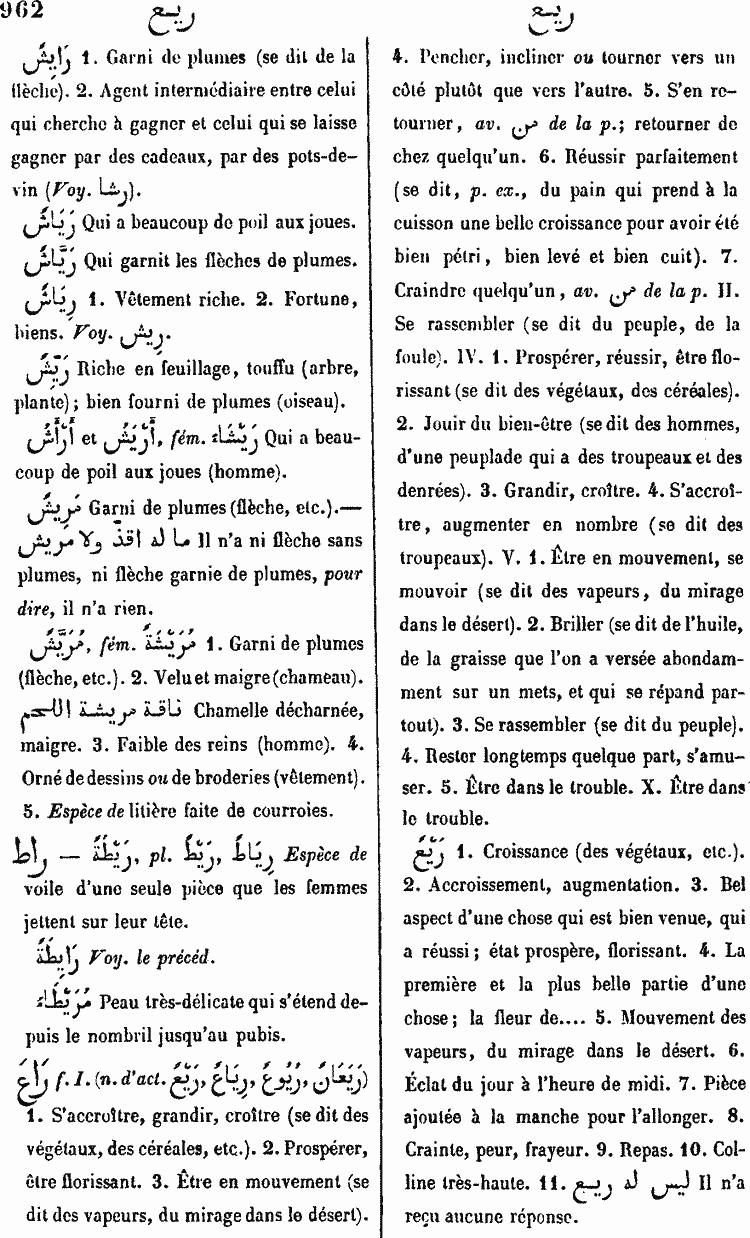 962
ريع
ريع
رَايِشٌ 1. Garni de plumes (se dit de la
flèche). 2. Agent intermédiaire entre celui
qui cherche à gagner et celui qui se laisse
gagner par des cadeaux, par des pots-de-
vin (Voy. رشا).
رَيَاشٌ Qui a beaucoup de poil aux joues.
رَيَّاشٌ Qui garnit les flèches de plumes.
رِيَاشٌ 1. Vêtement riche. 2. Fortune,
biens. Voy. رِيش.
رَيِّشٌ Riche en feuillage, touffu (arbre,
plante); bien fourni de plumes (oiseau).
أَرْأَشٌ et أَرْيَشٌ, fém. رَيْشَاءُ Qui a beau-
coup de poil aux joues (homme).
مَرِيشٌ Garni de plumes (flèche, etc.).—
ما له اقذّ ولا مَرِيش Il n'a ni flèche sans
plumes, ni flèche garnie de plumes, pour
dire, il n'a rien.
مُرَيَّشٌ, fém. مُرَيَّشَةٌ 1. Garni de plumes
(flèche, etc.). 2. Velu et maigre (chameau).
ناقة مريشة اللحم Chamelle décharnée,
maigre. 3. Faible des reins (homme). 4.
Orné de dessins ou de broderies (vêtement).
5. Espèce de litière faite de courroies.
راط — رَيْطَةٌ, pl. رَيْطٌ, رِيَاطٌ Espèce de
voile d'une seule pièce que les femmes
jettent sur leur tête.
رَايِطَةٌ Voy. le précéd.
مُرَيْطَاءُ Peau très-délicate qui s'étend de-
puis le nombril jusqu'au pubis.
رَاعَ f. I. (n. d'act. رَيْعٌ, رِيَاعٌ, رُيُوعٌ, رَيَعَانٌ)
1. S'accroître, grandir, croître (se dit des
végétaux, des céréales, etc.). 2. Prospérer,
être florissant. 3. Être en mouvement (se
dit des vapeurs, du mirage dans le désert).
4. Pencher, incliner ou tourner vers un
côté plutôt que vers l'autre. 5. S'en re-
tourner, av. من de la p.; retourner de
chez quelqu'un. 6. Réussir parfaitement
(se dit, p. ex., du pain qui prend à la
cuisson une belle croissance pour avoir été
bien pétri, bien levé et bien cuit). 7.
Craindre quelqu'un, av. من de la p. II.
Se rassembler (se dit du peuple, de la
foule). IV. 1. Prospérer, réussir, être flo-
rissant (se dit des végétaux, des céréales).
2. Jouir du bien-être (se dit des hommes,
d'une peuplade qui a des troupeaux et des
denrées). 3. Grandir, croître. 4. S'accroî-
tre, augmenter en nombre (se dit des
troupeaux). V. 1. Être en mouvement, se
mouvoir (se dit des vapeurs, du mirage
dans le désert). 2. Briller (se dit de l'huile,
de la graisse que l'on a versée abondam-
ment sur un mets, et qui se répand par-
tout). 3. Se rassembler (se dit du peuple).
4. Rester longtemps quelque part, s'amu-
ser. 5. Être dans le trouble. X. Être dans
le trouble.
رَيْعٌ 1. Croissance (des végétaux, etc.).
2. Accroissement, augmentation. 3. Bel
aspect d'une chose qui est bien venue, qui
a réussi; état prospère, florissant. 4. La
première et la plus belle partie d'une
chose; la fleur de.... 5. Mouvement des
vapeurs, du mirage dans le désert. 6.
Éclat du jour à l'heure de midi. 7. Pièce
ajoutée à la manche pour l'allonger. 8.
Crainte, peur, frayeur. 9. Repas. 10. Col-
line très-haute. 11. ليس له ريع Il n'a
reçu aucune réponse.